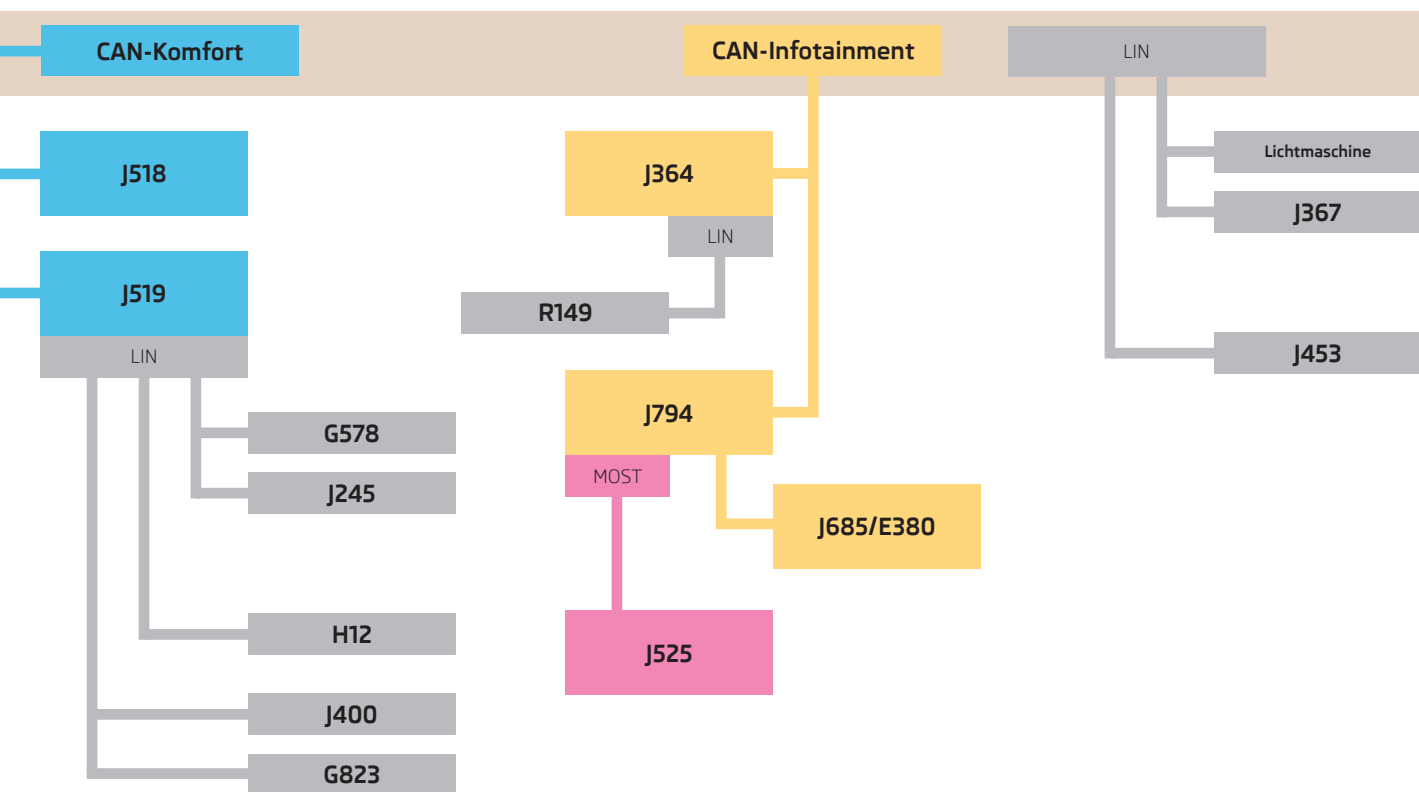 CAN-Komfort
CAN-Infotainment
LIN
J518
J519
LIN
G578
J245
H12
J400
G823
J364
LIN
R149
J794
MOST
J685/E380
J525
Lichtmaschine
J367
J453